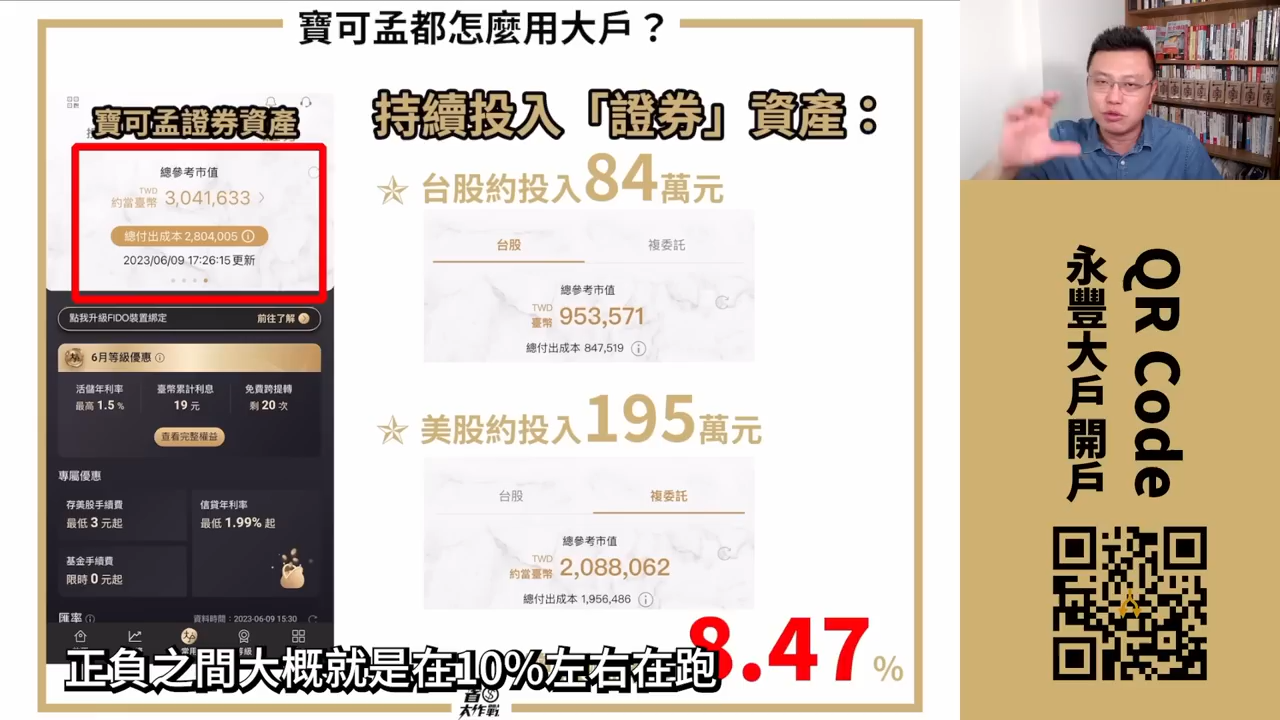 寶可孟都怎麼用大戶？
寶可孟證券資產
總參考市值
TWD
約當臺幣 3,041,633
總付出成本 2,804,005
2023/06/09 17:26:15更新
點我升級FIDO裝置綁定 前往了解
6月等級優惠
活儲年利率 臺幣累計利息 免費跨提轉
最高 1.5 % 19 元 剩 20 次
查看完整權益
專屬優惠
存美股手續費 信貸年利率
最低 3 元起 最低 1.99% 起
基金手續費
限時 0 元起
匯率 資料時間：2023-06-09 15:30
持續投入「證券」資產：
台股約投入84萬元
台股 複委託
總參考市值
TWD
臺幣 953,571
總付出成本 847,519
美股約投入195萬元
台股 複委託
總參考市值
TWD
約當臺幣 2,088,062
總付出成本 1,956,486
8.47 %
正負之間大概就是在10%左右在跑
大作戰
QR Code
永豐大戶開戶